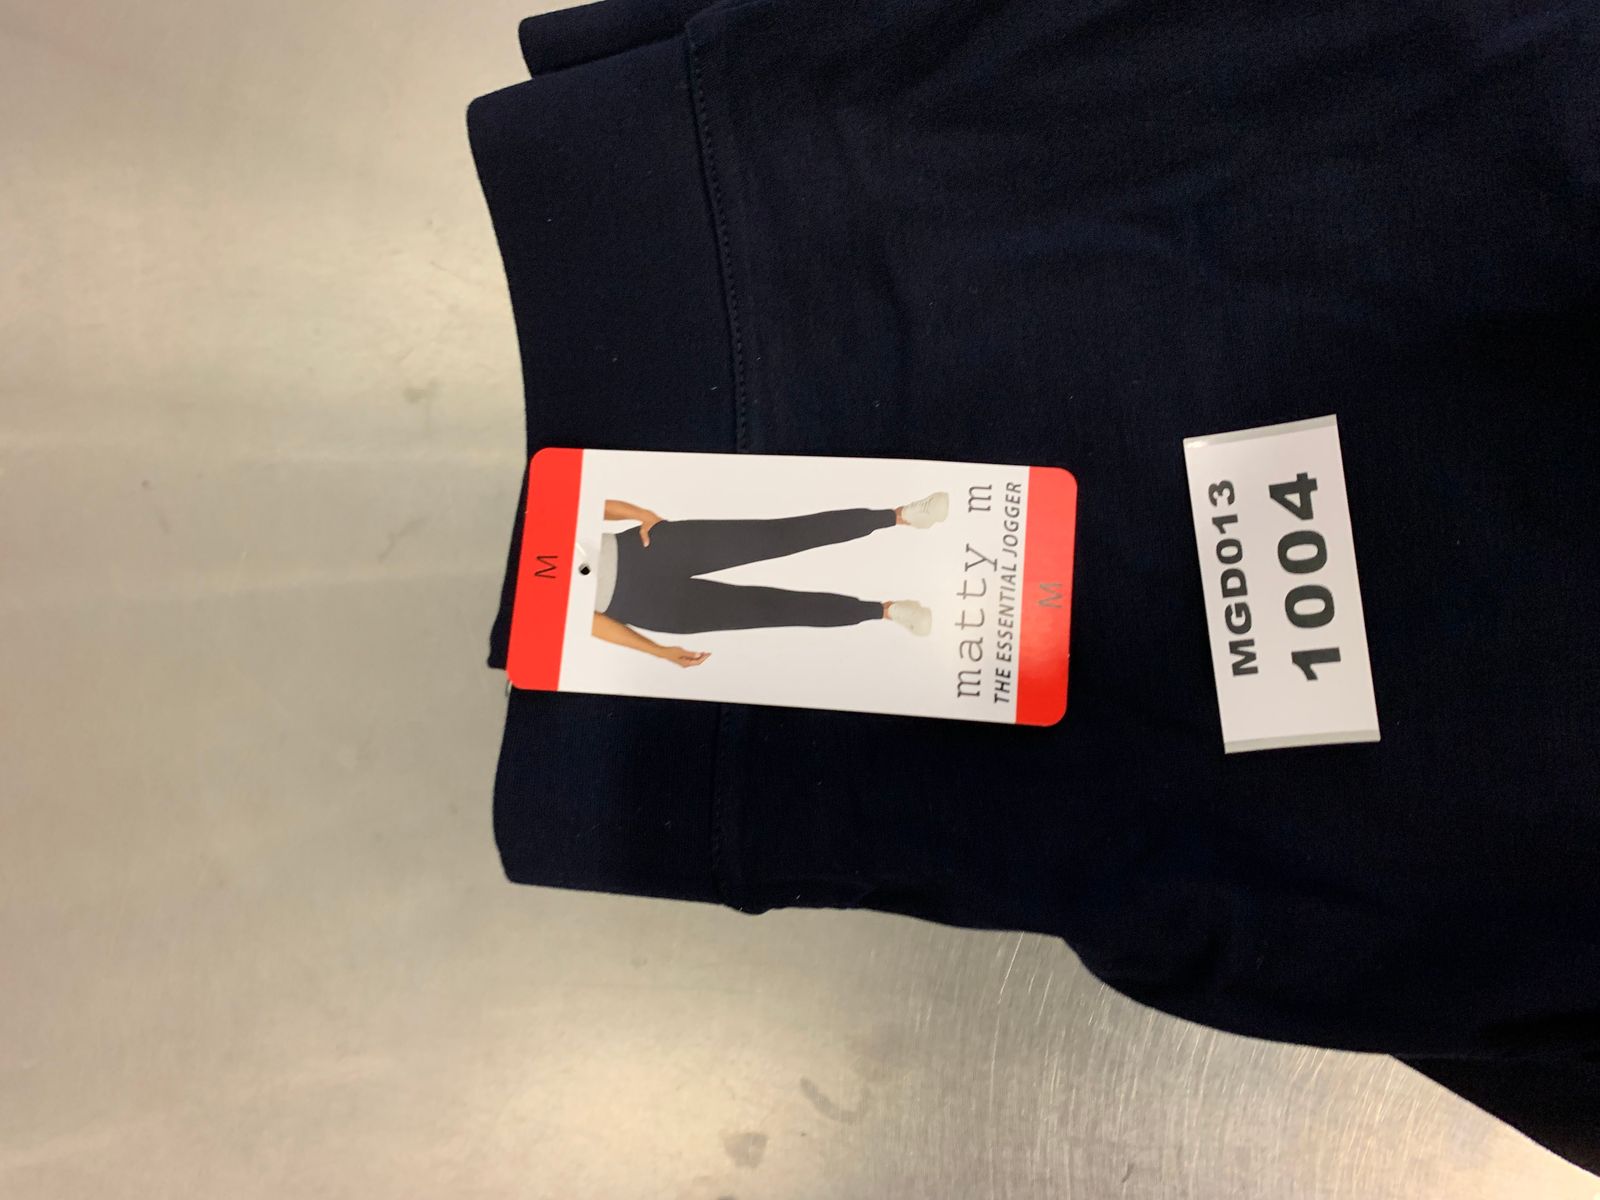 M
matty m
THE ESSENTIAL JOGGER
M
MGD013
1004